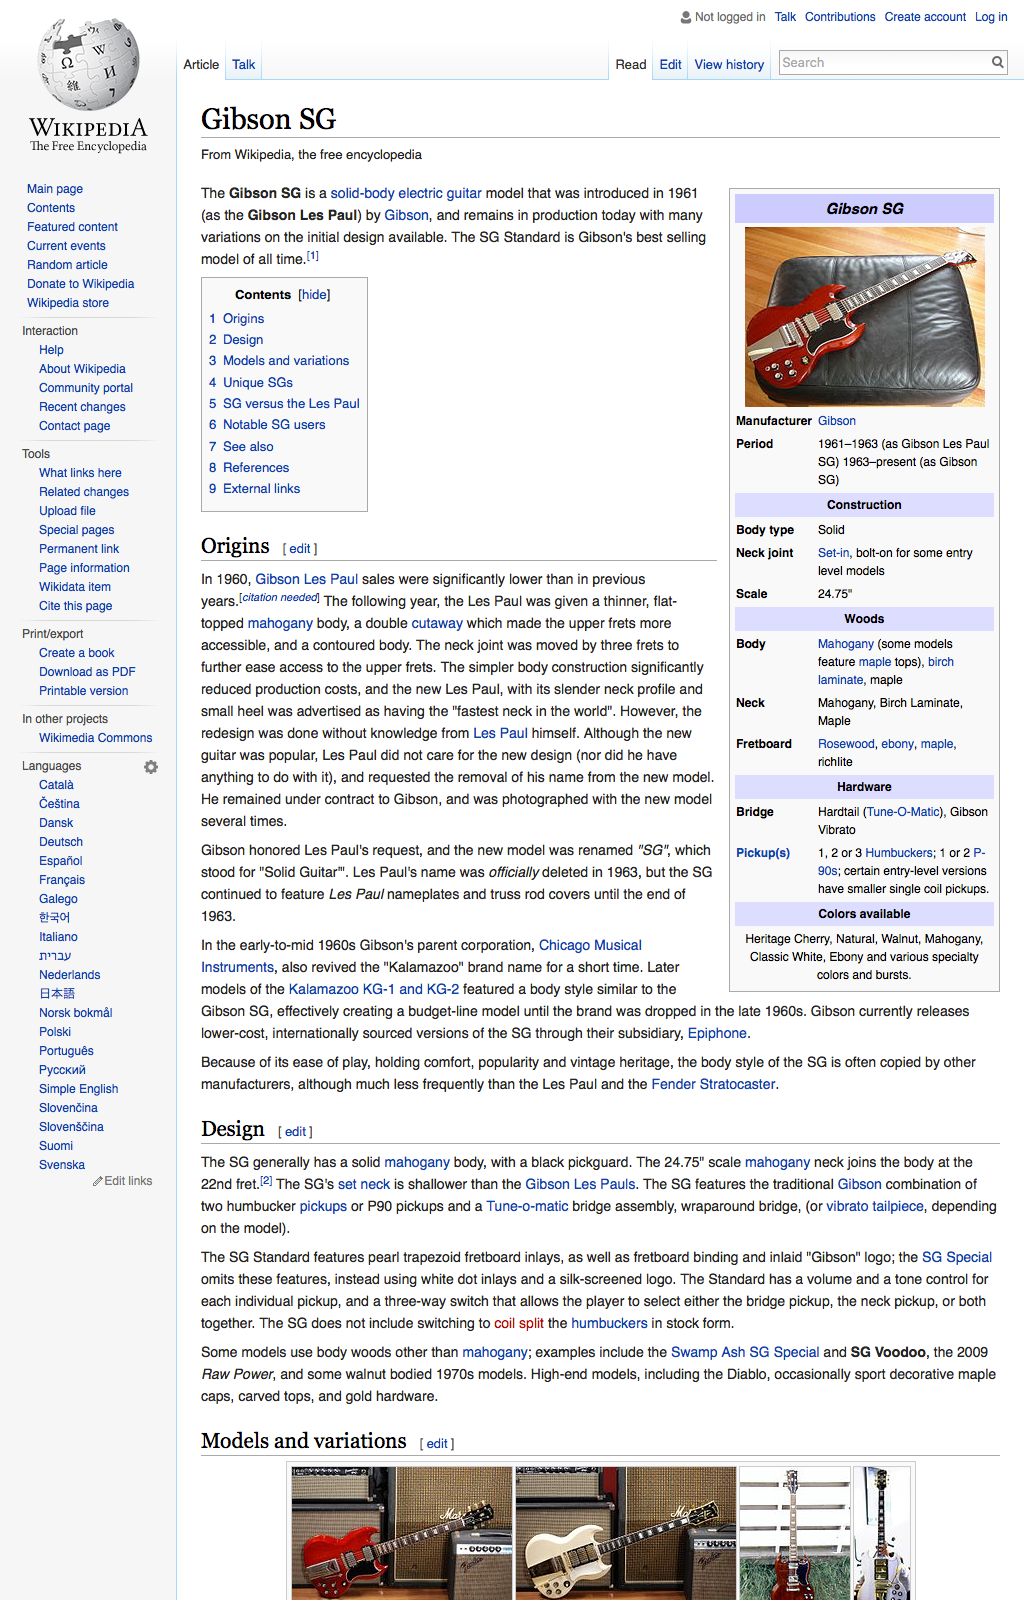 Not logged in Talk Contributions Create account Log in
Article Talk Read Edit View history Search
WIKIPEDIA
The Free Encyclopedia
Main page
Contents
Featured content
Current events
Random article
Donate to Wikipedia
Wikipedia store
Interaction
Help
About Wikipedia
Community portal
Recent changes
Contact page
Tools
What links here
Related changes
Upload file
Special pages
Permanent link
Page information
Wikidata item
Cite this page
Print/export
Create a book
Download as PDF
Printable version
In other projects
Wikimedia Commons
Languages
Català
Čeština
Dansk
Deutsch
Español
Français
Galego
한국어
Italiano
עברית
Nederlands
日本語
Norsk bokmål
Polski
Português
Русский
Simple English
Slovenčina
Slovenščina
Suomi
Svenska
Edit links
Gibson SG
From Wikipedia, the free encyclopedia
The Gibson SG is a solid-body electric guitar model that was introduced in 1961
(as the Gibson Les Paul) by Gibson, and remains in production today with many
variations on the initial design available. The SG Standard is Gibson's best selling
model of all time.[1]
Contents [hide]
1 Origins
2 Design
3 Models and variations
4 Unique SGs
5 SG versus the Les Paul
6 Notable SG users
7 See also
8 References
9 External links
Gibson SG
Manufacturer Gibson
Period 1961–1963 (as Gibson Les Paul
SG) 1963–present (as Gibson
SG)
Construction
Body type Solid
Neck joint Set-in, bolt-on for some entry
level models
Scale 24.75"
Woods
Body Mahogany (some models
feature maple tops), birch
laminate, maple
Neck Mahogany, Birch Laminate,
Maple
Fretboard Rosewood, ebony, maple,
richlite
Hardware
Bridge Hardtail (Tune-O-Matic), Gibson
Vibrato
Pickup(s) 1, 2 or 3 Humbuckers; 1 or 2 P-
90s; certain entry-level versions
have smaller single coil pickups.
Colors available
Heritage Cherry, Natural, Walnut, Mahogany,
Classic White, Ebony and various specialty
colors and bursts.
Origins [ edit ]
In 1960, Gibson Les Paul sales were significantly lower than in previous
years.[citation needed] The following year, the Les Paul was given a thinner, flat-
topped mahogany body, a double cutaway which made the upper frets more
accessible, and a contoured body. The neck joint was moved by three frets to
further ease access to the upper frets. The simpler body construction significantly
reduced production costs, and the new Les Paul, with its slender neck profile and
small heel was advertised as having the "fastest neck in the world". However, the
redesign was done without knowledge from Les Paul himself. Although the new
guitar was popular, Les Paul did not care for the new design (nor did he have
anything to do with it), and requested the removal of his name from the new model.
He remained under contract to Gibson, and was photographed with the new model
several times.
Gibson honored Les Paul's request, and the new model was renamed "SG", which
stood for "Solid Guitar'". Les Paul's name was officially deleted in 1963, but the SG
continued to feature Les Paul nameplates and truss rod covers until the end of
1963.
In the early-to-mid 1960s Gibson's parent corporation, Chicago Musical
Instruments, also revived the "Kalamazoo" brand name for a short time. Later
models of the Kalamazoo KG-1 and KG-2 featured a body style similar to the
Gibson SG, effectively creating a budget-line model until the brand was dropped in the late 1960s. Gibson currently releases
lower-cost, internationally sourced versions of the SG through their subsidiary, Epiphone.
Because of its ease of play, holding comfort, popularity and vintage heritage, the body style of the SG is often copied by other
manufacturers, although much less frequently than the Les Paul and the Fender Stratocaster.
Design [ edit ]
The SG generally has a solid mahogany body, with a black pickguard. The 24.75" scale mahogany neck joins the body at the
22nd fret.[2] The SG's set neck is shallower than the Gibson Les Pauls. The SG features the traditional Gibson combination of
two humbucker pickups or P90 pickups and a Tune-o-matic bridge assembly, wraparound bridge, (or vibrato tailpiece, depending
on the model).
The SG Standard features pearl trapezoid fretboard inlays, as well as fretboard binding and inlaid "Gibson" logo; the SG Special
omits these features, instead using white dot inlays and a silk-screened logo. The Standard has a volume and a tone control for
each individual pickup, and a three-way switch that allows the player to select either the bridge pickup, the neck pickup, or both
together. The SG does not include switching to coil split the humbuckers in stock form.
Some models use body woods other than mahogany; examples include the Swamp Ash SG Special and SG Voodoo, the 2009
Raw Power, and some walnut bodied 1970s models. High-end models, including the Diablo, occasionally sport decorative maple
caps, carved tops, and gold hardware.
Models and variations [ edit ]